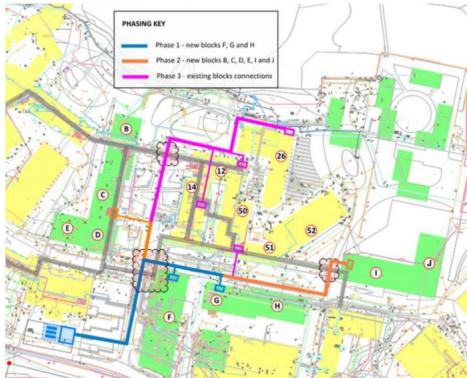 PHASING KEY
Phase 1 - new blocks F, G and H
Phase 2 - new blocks B, C, D, E, I and J
Phase 3 - existing blocks connections
B
26
12
14
C
50
E
D
52
51
J
I
G
H
F